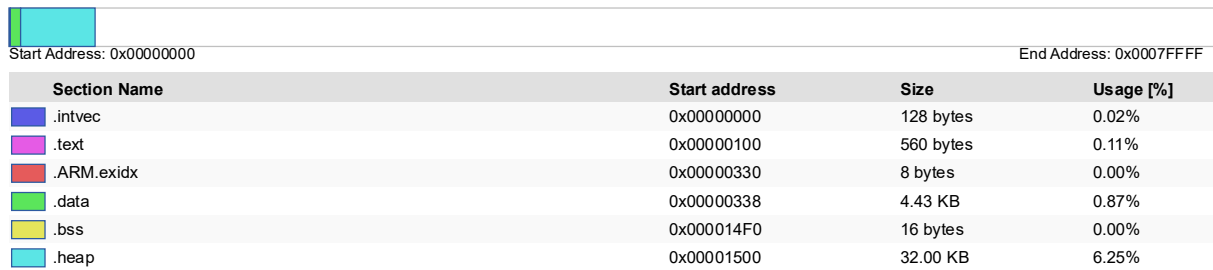 Start Address: 0x00000000 End Address: 0x0007FFFF
Section Name Start address Size Usage [%]
.intvec 0x00000000 128 bytes 0.02%
.text 0x00000100 560 bytes 0.11%
.ARM.exidx 0x00000330 8 bytes 0.00%
.data 0x00000338 4.43 KB 0.87%
.bss 0x000014F0 16 bytes 0.00%
.heap 0x00001500 32.00 KB 6.25%